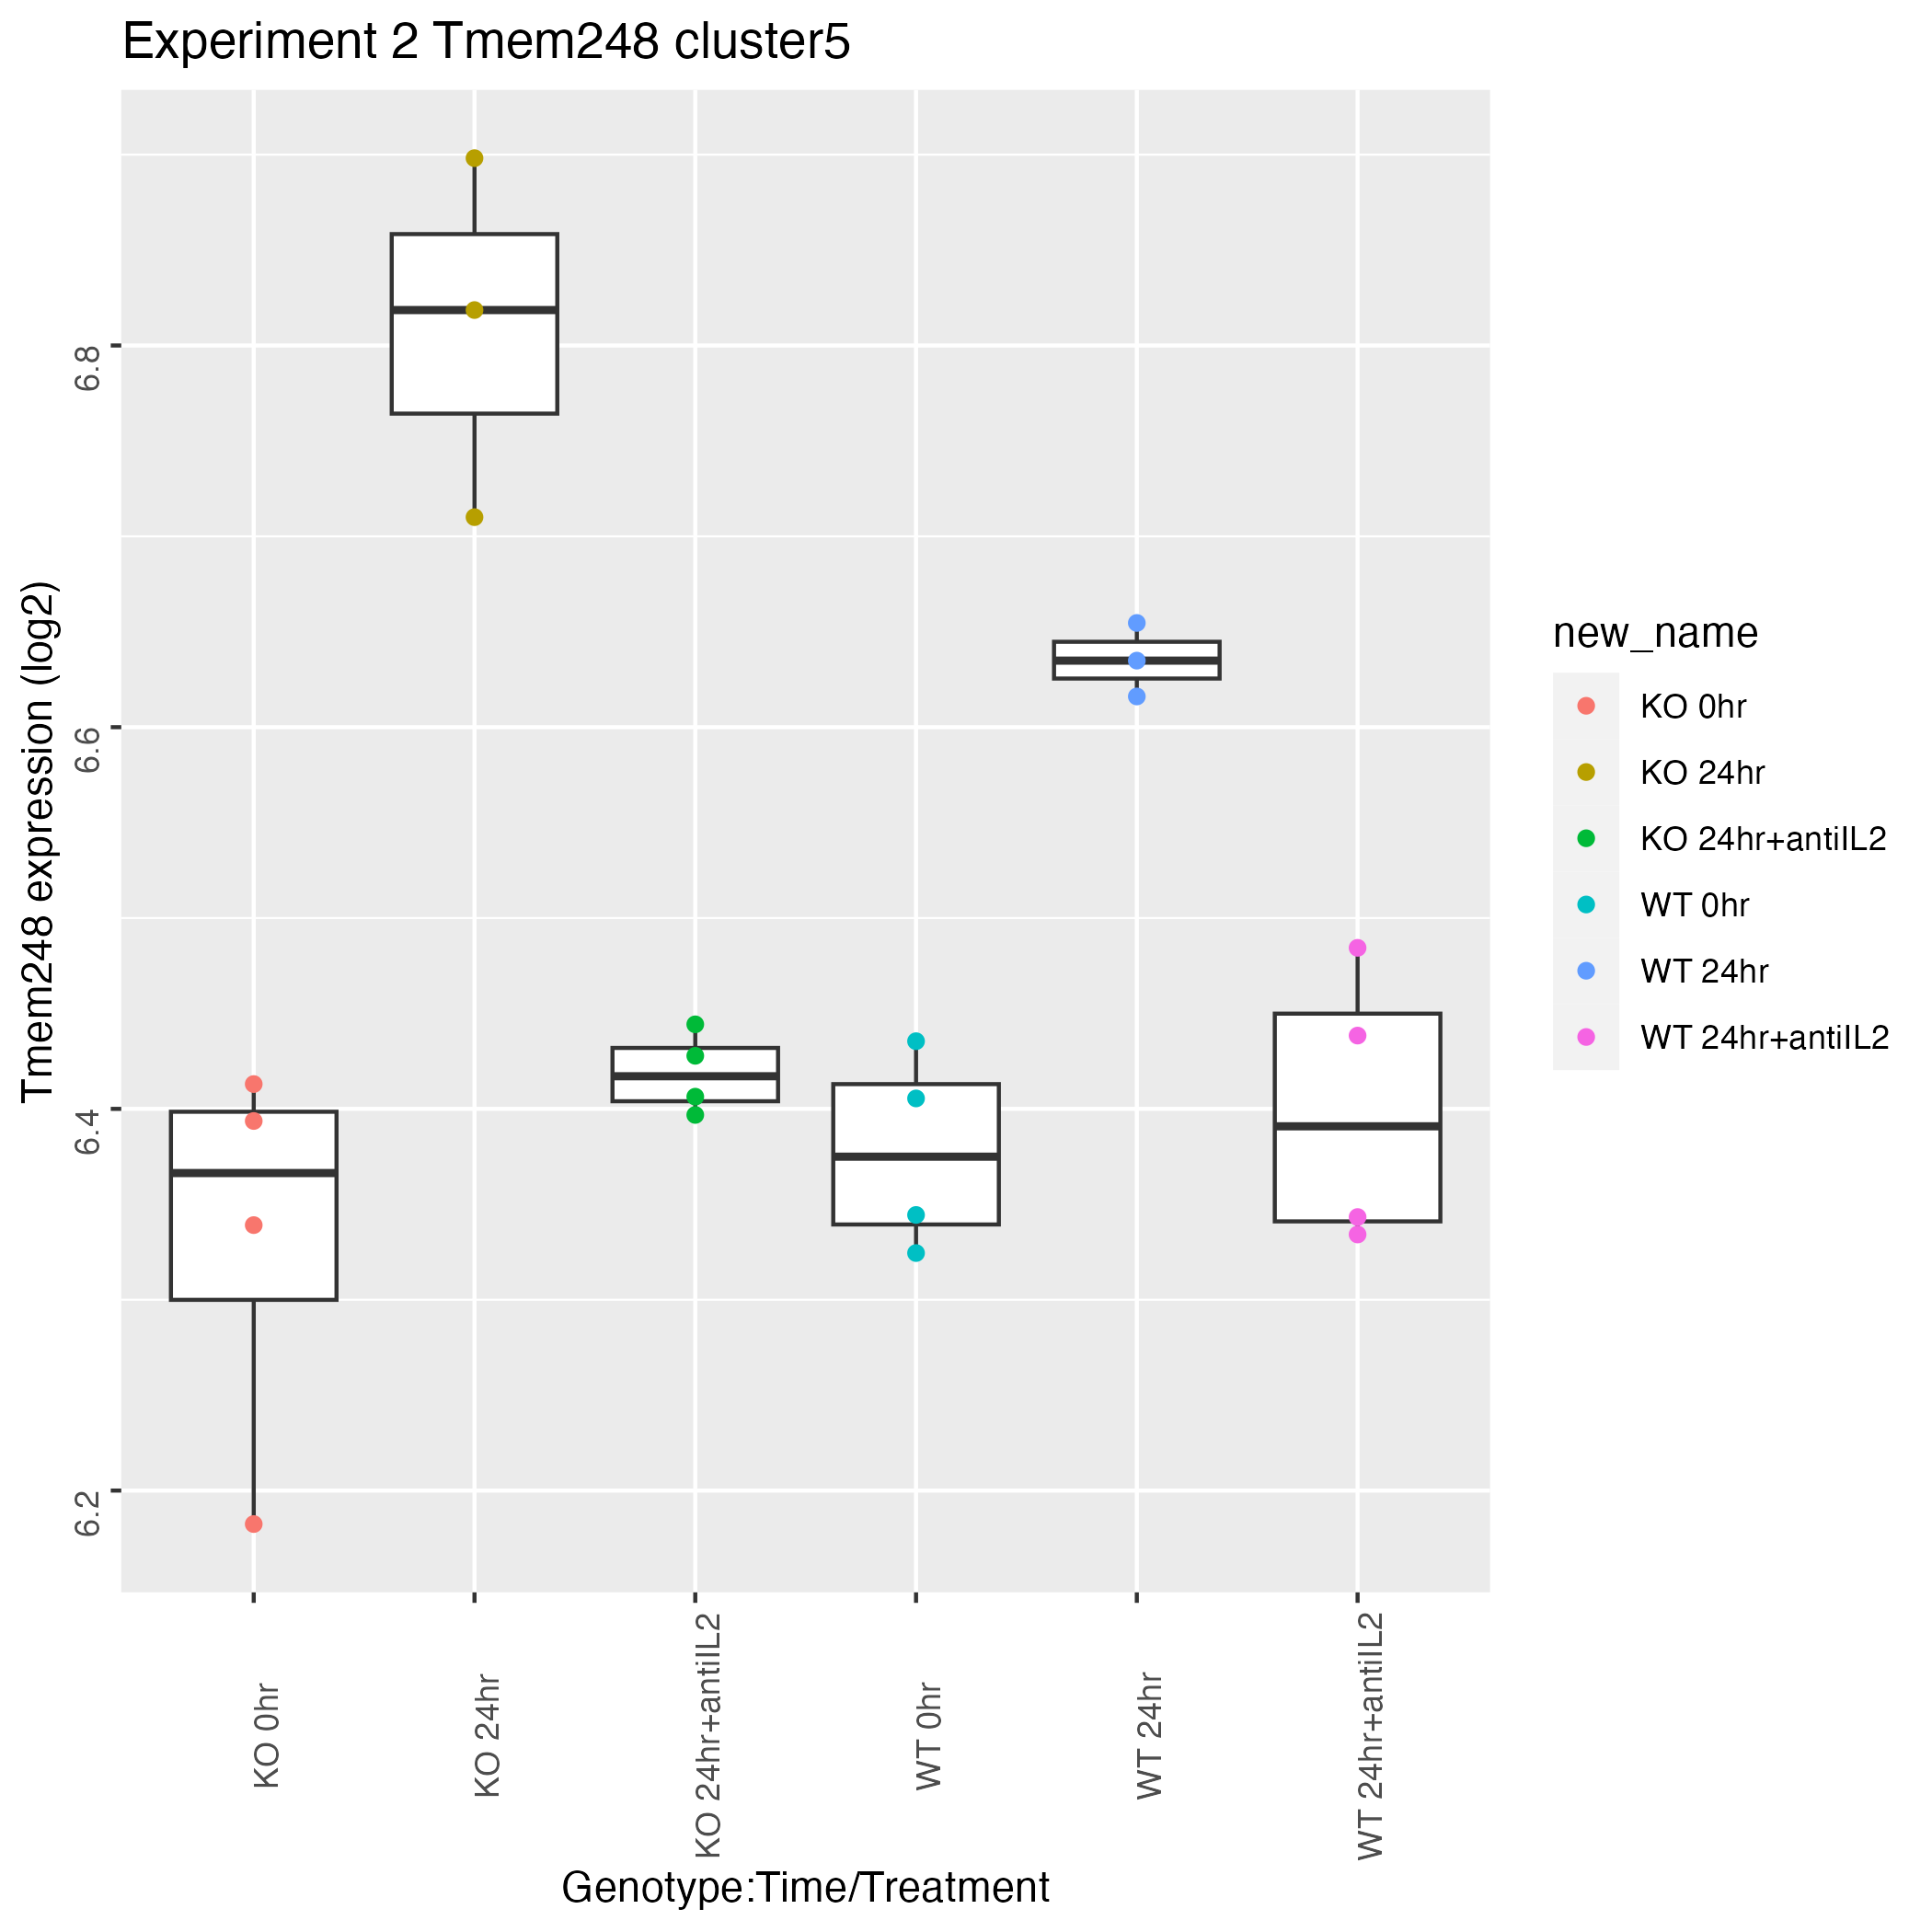 Experiment 2 Tmem248 cluster5
Tmem248 expression (log2)
6.8
6.6
6.4
6.2
KO 0hr
KO 24hr
KO 24hr+antiIL2
WT 0hr
WT 24hr
WT 24hr+antiIL2
Genotype:Time/Treatment
new_name
KO 0hr
KO 24hr
KO 24hr+antiIL2
WT 0hr
WT 24hr
WT 24hr+antiIL2